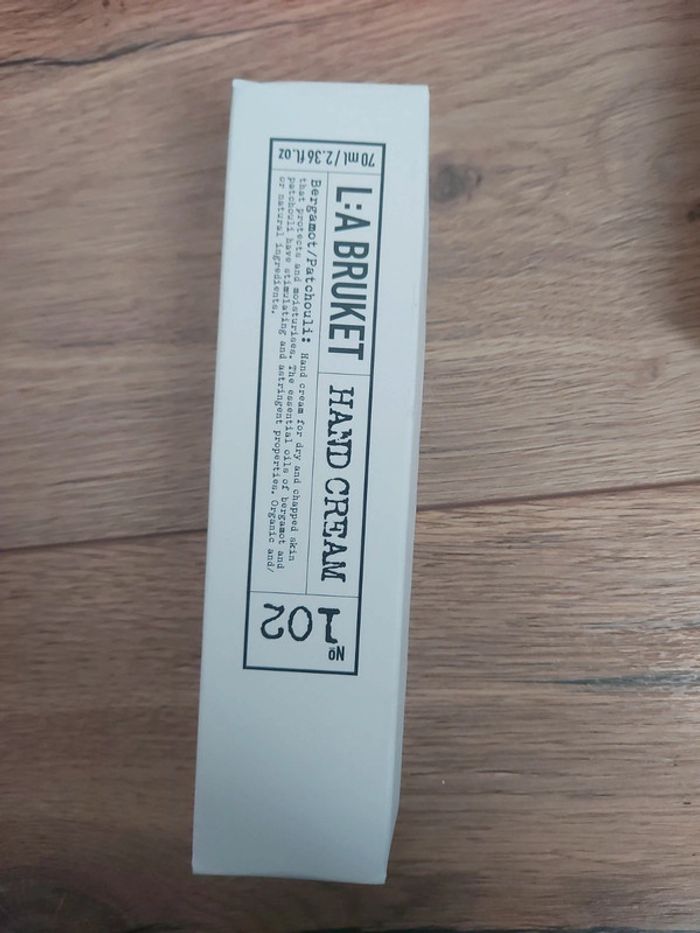 70 ml / 2.36 fl.oz
L:A BRUKET
HAND CREAM
Bergamot/Patchouli: Hand cream for dry and chapped skin
that protects and moisturises. The essential oils of bergamot and
patchouli have stimulating and astringent properties. Organic and/
or natural ingredients.
No
102